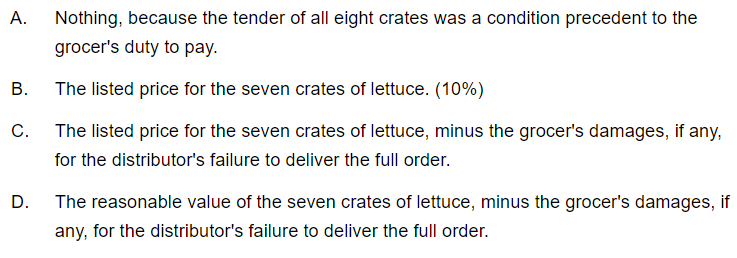 A. Nothing, because the tender of all eight crates was a condition precedent to the
grocer's duty to pay.
B. The listed price for the seven crates of lettuce. (10%)
C. The listed price for the seven crates of lettuce, minus the grocer's damages, if any,
for the distributor's failure to deliver the full order.
D. The reasonable value of the seven crates of lettuce, minus the grocer's damages, if
any, for the distributor's failure to deliver the full order.